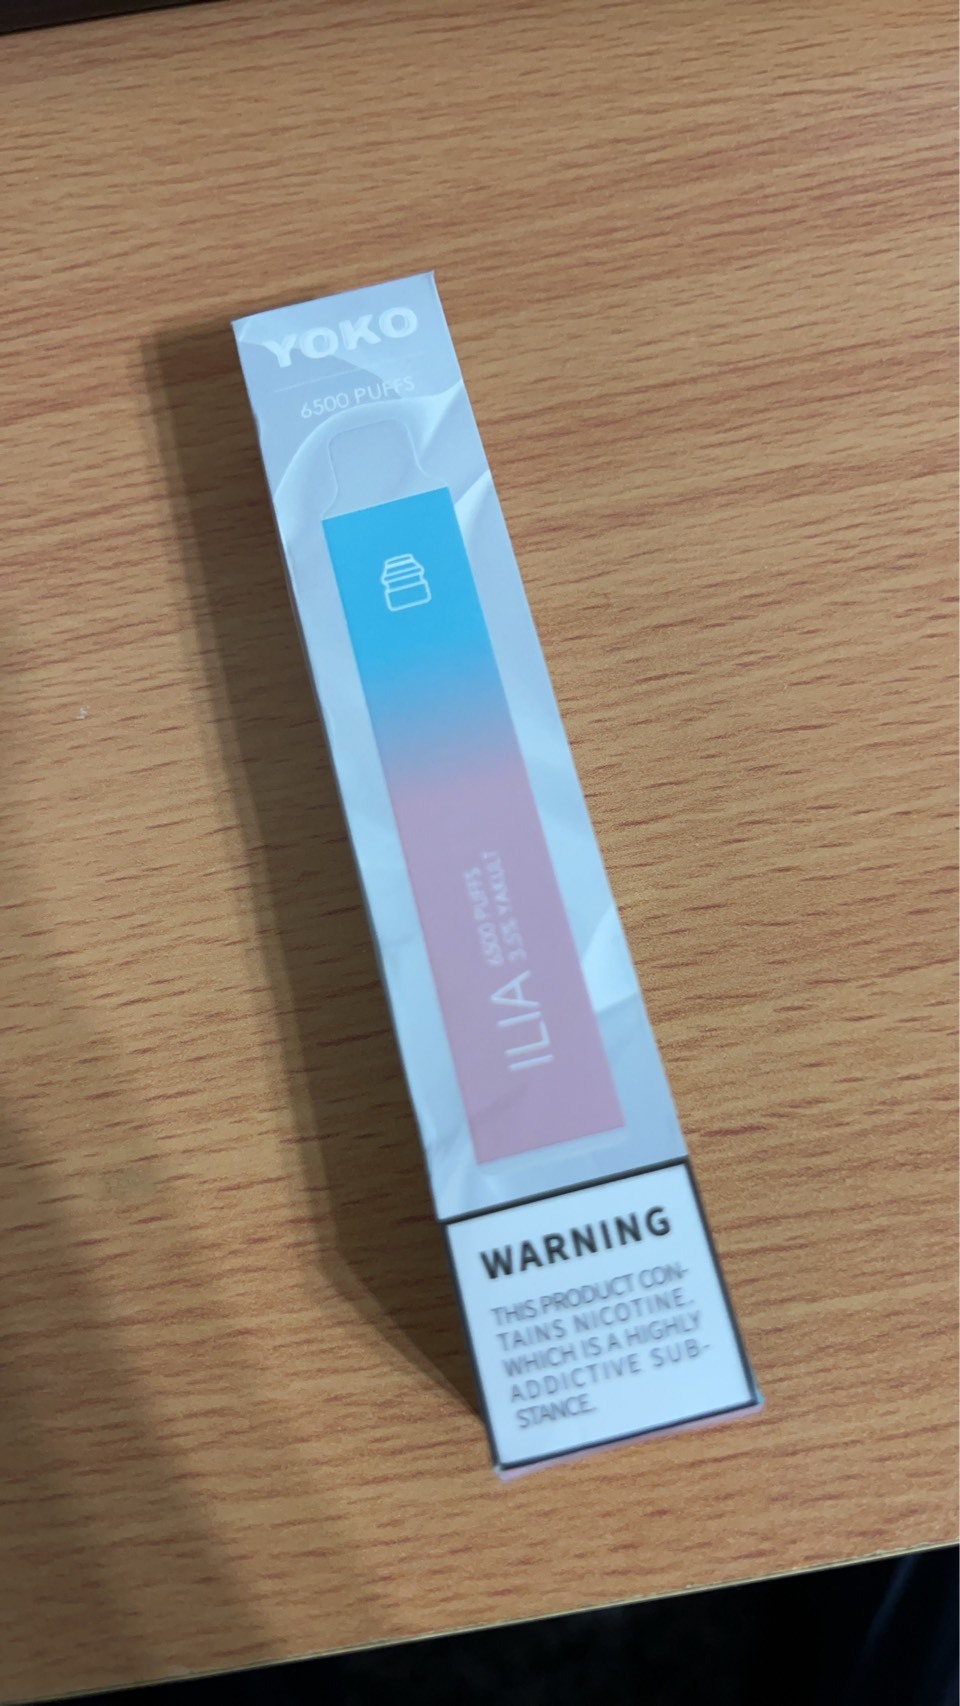 YOKO
6500 PUFFS
6500 PUFFS
3.5% YAKULT
ILIA
WARNING
THIS PRODUCT CON-
TAINS NICOTINE.
WHICH IS A HIGHLY
ADDICTIVE SUB-
STANCE.